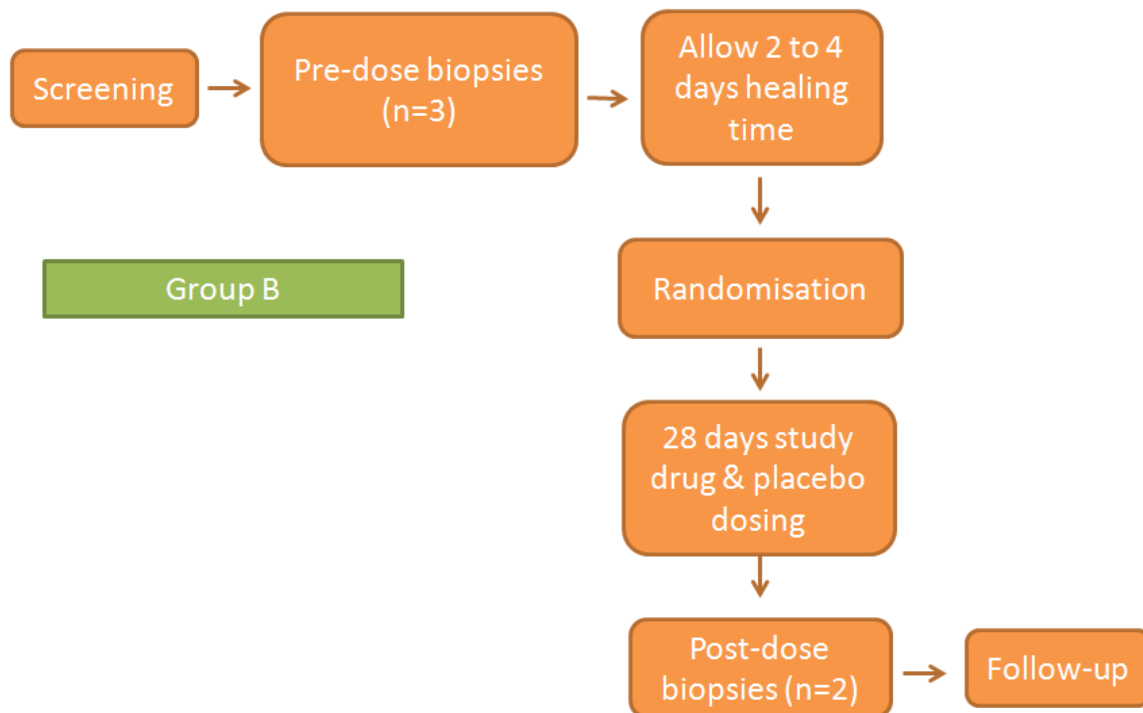 Screening
Pre-dose biopsies
(n=3)
Allow 2 to 4
days healing
time
Group B
Randomisation
28 days study
drug & placebo
dosing
Post-dose
biopsies (n=2)
Follow-up